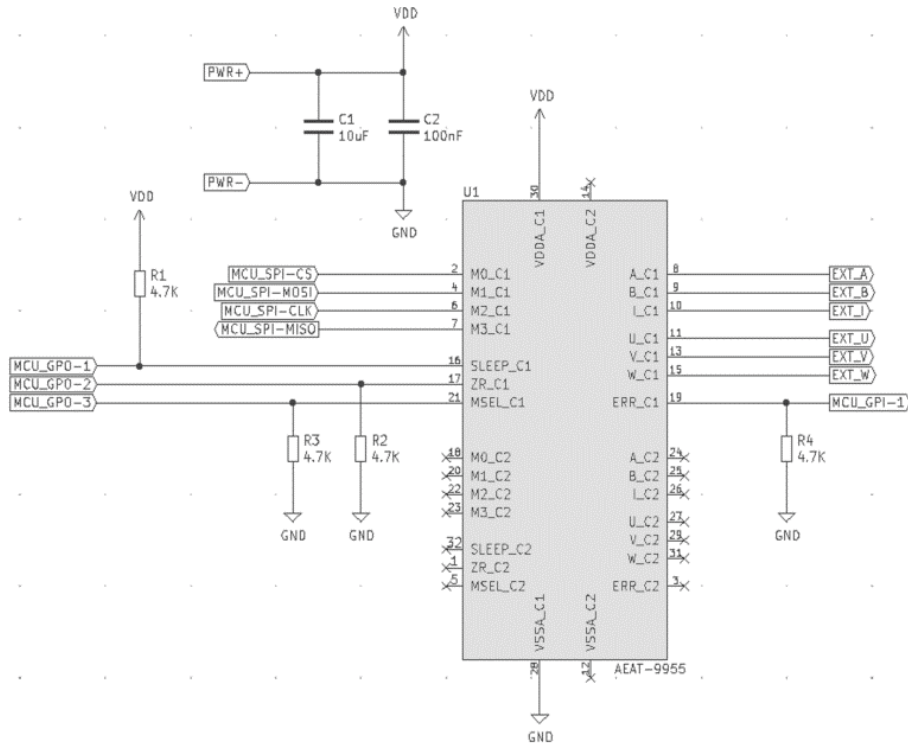 VDD
PWR+
C1
10uF
C2
100nF
PWR-
GND
VDD
R1
4.7K
VDD
U1
30
VDDA_C1
14
VDDA_C2
MCU_SPI-CS
2
M0_C1
MCU_SPI-MOSI
4
M1_C1
MCU_SPI-CLK
6
M2_C1
MCU_SPI-MISO
7
M3_C1
MCU_GPO-1
16
SLEEP_C1
MCU_GPO-2
17
ZR_C1
MCU_GPO-3
21
MSEL_C1
R3
4.7K
GND
R2
4.7K
GND
18
M0_C2
20
M1_C2
22
M2_C2
23
M3_C2
32
SLEEP_C2
1
ZR_C2
5
MSEL_C2
A_C1
8
EXT_A
B_C1
9
EXT_B
I_C1
10
EXT_I
U_C1
11
EXT_U
V_C1
13
EXT_V
W_C1
15
EXT_W
ERR_C1
19
MCU_GPI-1
R4
4.7K
GND
A_C2
24
B_C2
25
I_C2
26
U_C2
27
V_C2
29
W_C2
31
ERR_C2
3
VSSA_C1
28
VSSA_C2
12
AEAT-9955
GND